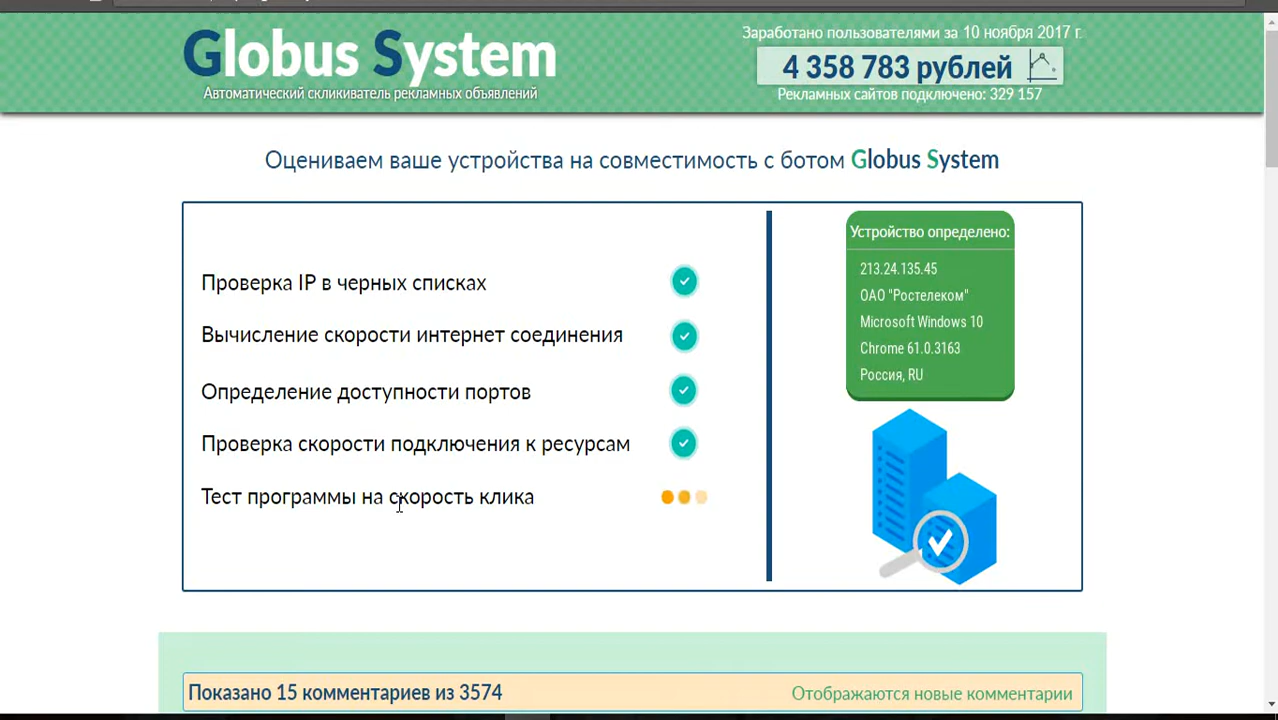 Globus System
Автоматический скликиватель рекламных объявлений
Заработано пользователями за 10 ноября 2017 г.
4 358 783 рублей
Рекламных сайтов подключено: 329 157
Оцениваем ваше устройства на совместимость с ботом Globus System
Проверка IP в черных списках
Вычисление скорости интернет соединения
Определение доступности портов
Проверка скорости подключения к ресурсам
Тест программы на скорость клика
Устройство определено:
213.24.135.45
ОАО "Ростелеком"
Microsoft Windows 10
Chrome 61.0.3163
Россия, RU
Показано 15 комментариев из 3574
Отображаются новые комментарии